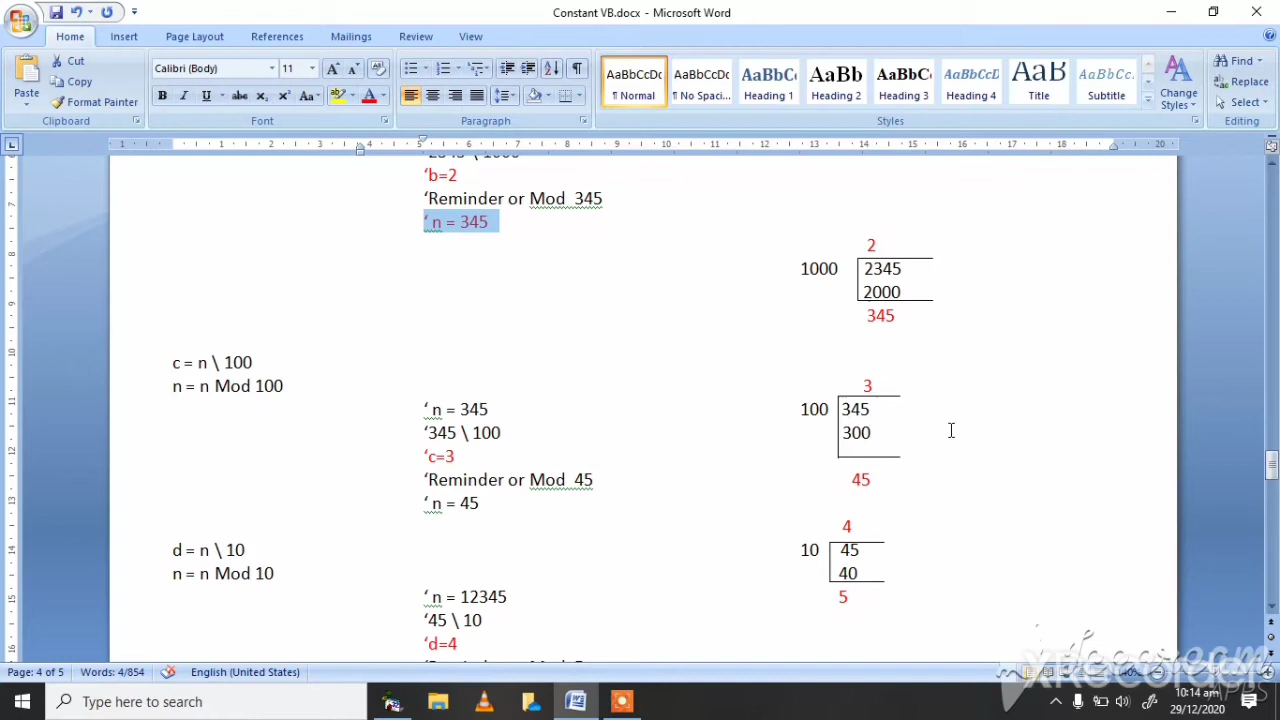 Constant VB.docx - Microsoft Word
Home Insert Page Layout References Mailings Review View
Paste
Cut
Copy
Format Painter
Clipboard
Calibri (Body) 11
Font
Paragraph
AaBbCcDc AaBbCcDc AaBbC AaBbCc AaBbC AaBbCcD AaB AaBbCc.
¶ Normal ¶ No Spaci... Heading 1 Heading 2 Heading 3 Heading 4 Title Subtitle
Change Styles
Styles
Find
Replace
Select
Editing
‘2345 \ 1000
‘b=2
‘Reminder or Mod 345
‘ n = 345
2
1000 2345
2000
345
c = n \ 100
n = n Mod 100
3
‘ n = 345
100 345
‘345 \ 100
300
‘c=3
‘Reminder or Mod 45
45
‘ n = 45
4
d = n \ 10
10 45
n = n Mod 10
40
‘ n = 12345
5
‘45 \ 10
‘d=4
Page: 4 of 5 Words: 4/854 English (United States)
Type here to search
10:14 am
29/12/2020